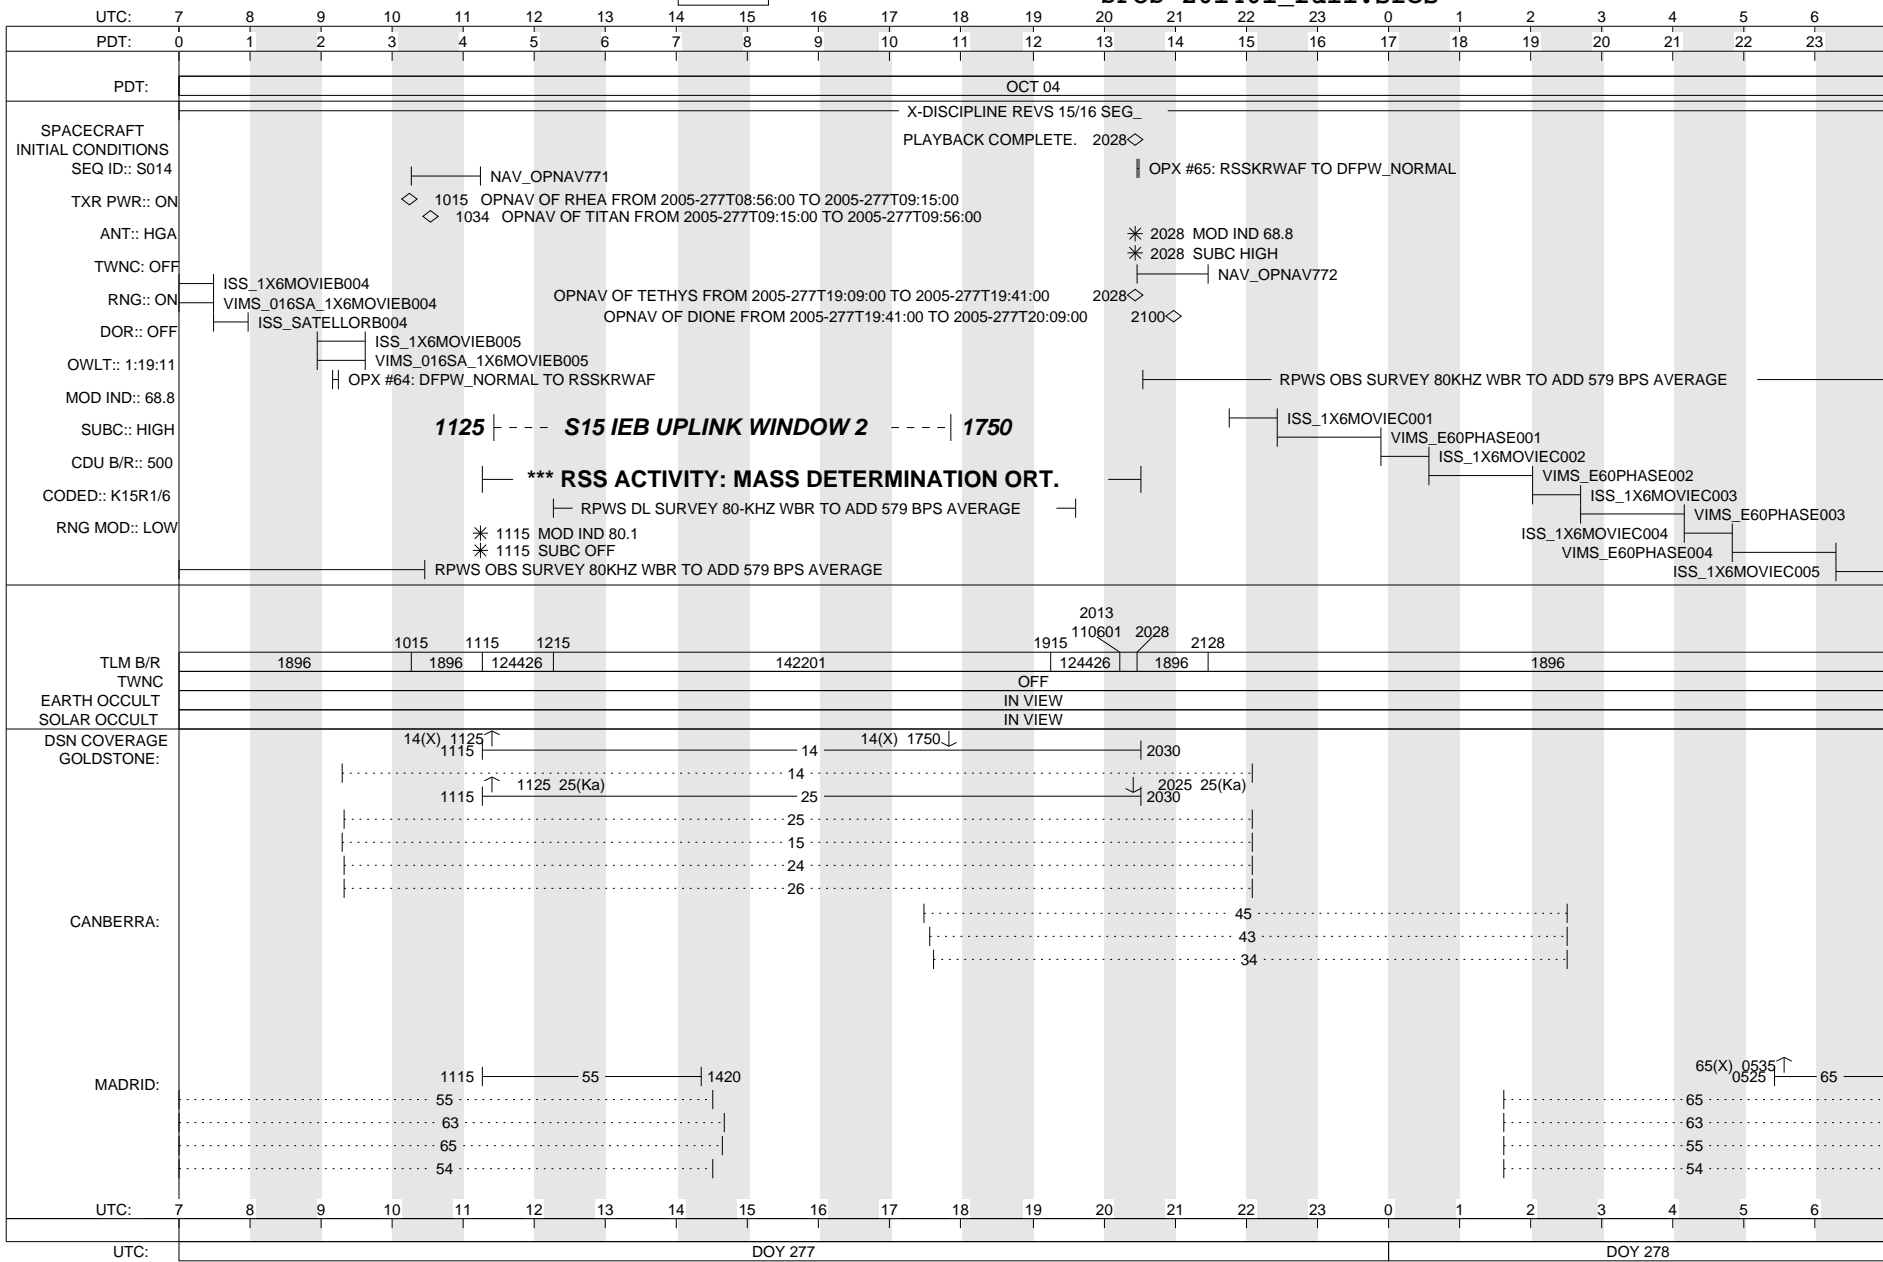 UTC: 7 8 9 10 11 12 13 14 15 16 17 18 19 20 21 22 23 0 1 2 3 4 5 6
PDT: 0 1 2 3 4 5 6 7 8 9 10 11 12 13 14 15 16 17 18 19 20 21 22 23
PDT: OCT 04
X-DISCIPLINE REVS 15/16 SEG_
SPACECRAFT
INITIAL CONDITIONS
PLAYBACK COMPLETE. 2028
SEQ ID:: S014
OPX #65: RSSKRWAF TO DFPW_NORMAL
NAV_OPNAV771
TXR PWR:: ON
1015 OPNAV OF RHEA FROM 2005-277T08:56:00 TO 2005-277T09:15:00
1034 OPNAV OF TITAN FROM 2005-277T09:15:00 TO 2005-277T09:56:00
ANT:: HGA
2028 MOD IND 68.8
2028 SUBC HIGH
TWNC: OFF
NAV_OPNAV772
ISS_1X6MOVIEB004
RNG:: ON
VIMS_016SA_1X6MOVIEB004
OPNAV OF TETHYS FROM 2005-277T19:09:00 TO 2005-277T19:41:00 2028
ISS_SATELLORB004
OPNAV OF DIONE FROM 2005-277T19:41:00 TO 2005-277T20:09:00 2100
DOR:: OFF
ISS_1X6MOVIEB005
VIMS_016SA_1X6MOVIEB005
OWLT:: 1:19:11
OPX #64: DFPW_NORMAL TO RSSKRWAF
RPWS OBS SURVEY 80KHZ WBR TO ADD 579 BPS AVERAGE
MOD IND:: 68.8
ISS_1X6MOVIEC001
SUBC:: HIGH
1125 S15 IEB UPLINK WINDOW 2 1750
VIMS_E60PHASE001
ISS_1X6MOVIEC002
CDU B/R:: 500
*** RSS ACTIVITY: MASS DETERMINATION ORT.
VIMS_E60PHASE002
CODED:: K15R1/6
ISS_1X6MOVIEC003
RPWS DL SURVEY 80-KHZ WBR TO ADD 579 BPS AVERAGE
VIMS_E60PHASE003
RNG MOD:: LOW
1115 MOD IND 80.1
ISS_1X6MOVIEC004
1115 SUBC OFF
VIMS_E60PHASE004
RPWS OBS SURVEY 80KHZ WBR TO ADD 579 BPS AVERAGE
ISS_1X6MOVIEC005
2013
110601 2028
1015 1115 1215 1915 2128
TLM B/R 1896 1896 124426 142201 124426 1896 1896
TWNC OFF
EARTH OCCULT IN VIEW
SOLAR OCCULT IN VIEW
DSN COVERAGE
GOLDSTONE:
14(X) 1125 14(X) 1750
1115 14 2030
14
1125 25(Ka) 2025 25(Ka)
1115 25 2030
25
15
24
26
CANBERRA:
45
43
34
MADRID:
65(X) 0535
1115 55 1420 0525 65
55 65
63 63
65 55
54 54
UTC: 7 8 9 10 11 12 13 14 15 16 17 18 19 20 21 22 23 0 1 2 3 4 5 6
UTC: DOY 277 DOY 278